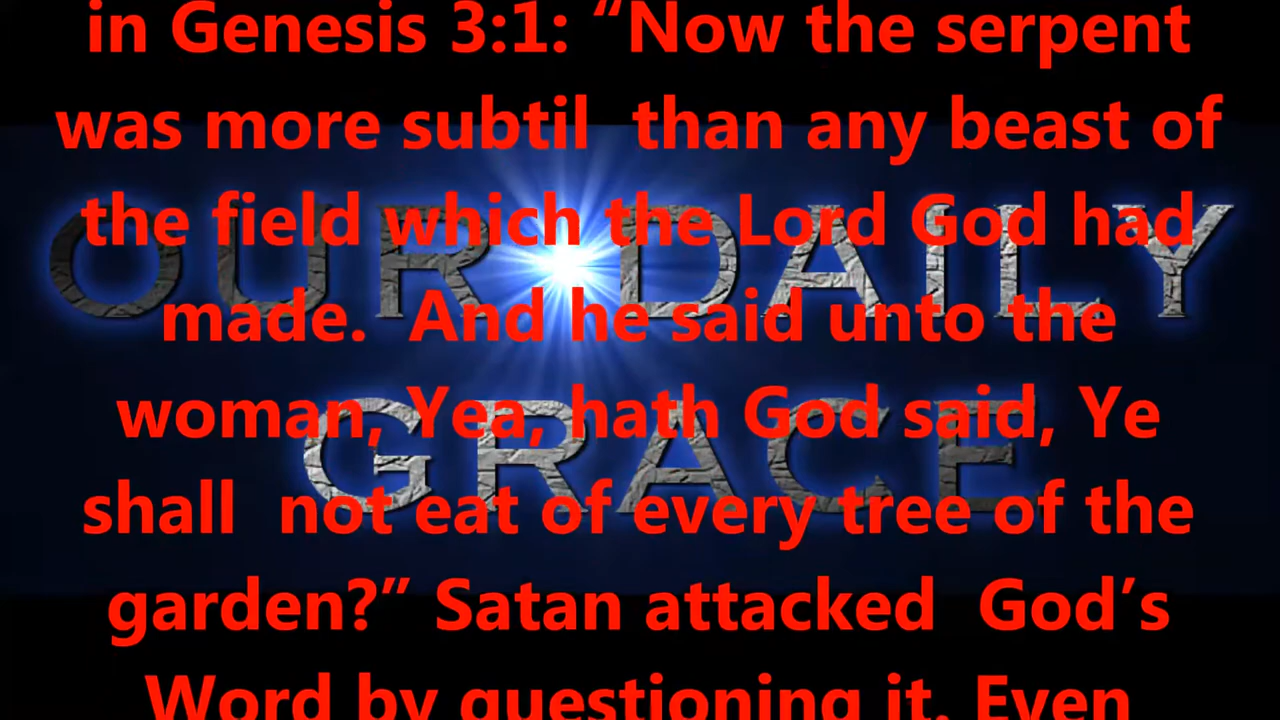 in Genesis 3:1: “Now the serpent
was more subtil than any beast of
the field which the Lord God had
made. And he said unto the
woman, Yea, hath God said, Ye
shall not eat of every tree of the
garden?” Satan attacked God’s
Word by questioning it. Even
OUR DAILY
GRACE